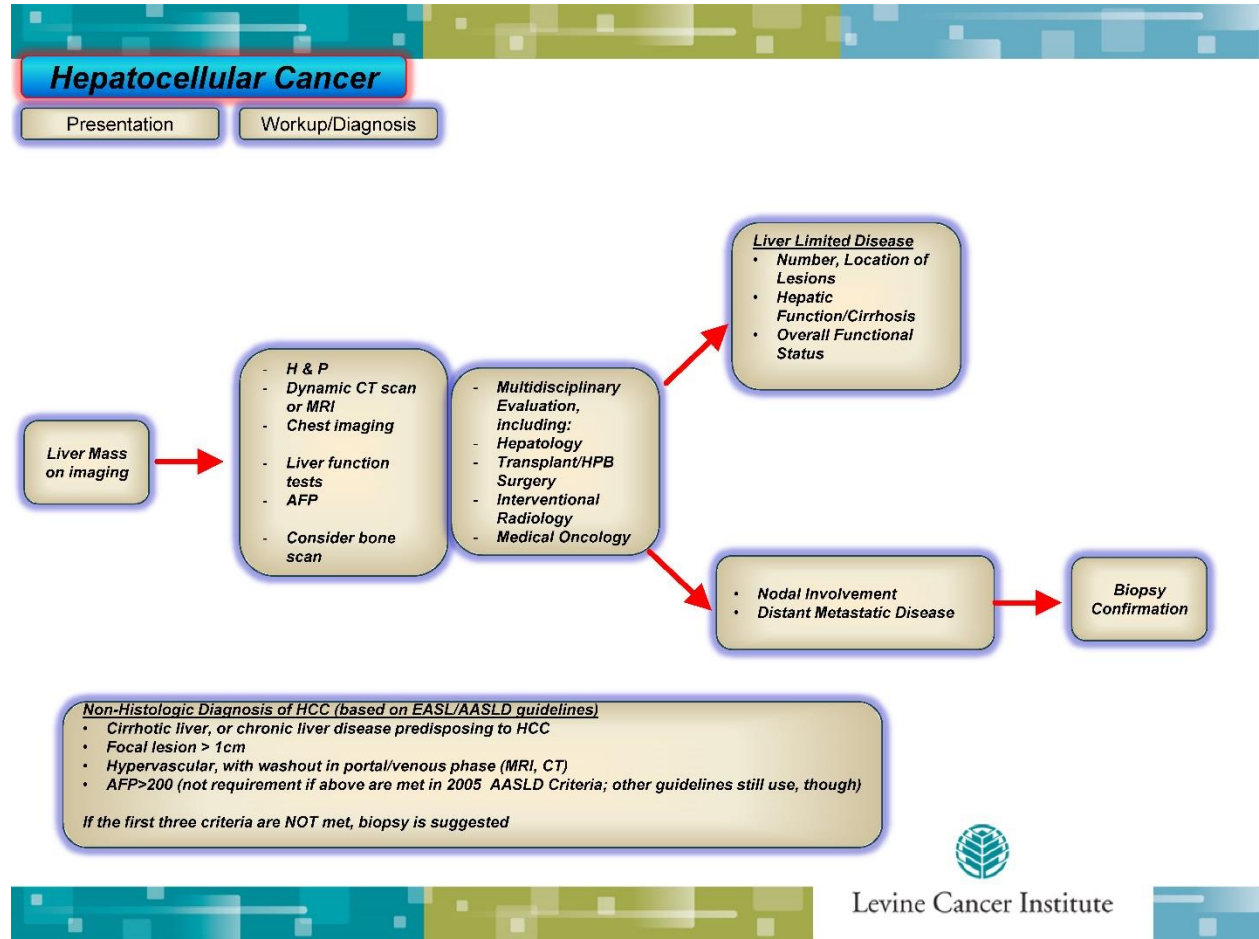 Hepatocellular Cancer
Presentation
Workup/Diagnosis
Liver Mass
on imaging
- H & P
- Dynamic CT scan
or MRI
- Chest imaging
- Liver function
tests
- AFP
- Consider bone
scan
- Multidisciplinary
Evaluation,
including:
- Hepatology
- Transplant/HPB
Surgery
- Interventional
Radiology
- Medical Oncology
Liver Limited Disease
• Number, Location of
Lesions
• Hepatic
Function/Cirrhosis
• Overall Functional
Status
• Nodal Involvement
• Distant Metastatic Disease
Biopsy
Confirmation
Non-Histologic Diagnosis of HCC (based on EASL/AASLD guidelines)
• Cirrhotic liver, or chronic liver disease predisposing to HCC
• Focal lesion > 1cm
• Hypervascular, with washout in portal/venous phase (MRI, CT)
• AFP>200 (not requirement if above are met in 2005 AASLD Criteria; other guidelines still use, though)
If the first three criteria are NOT met, biopsy is suggested
Levine Cancer Institute